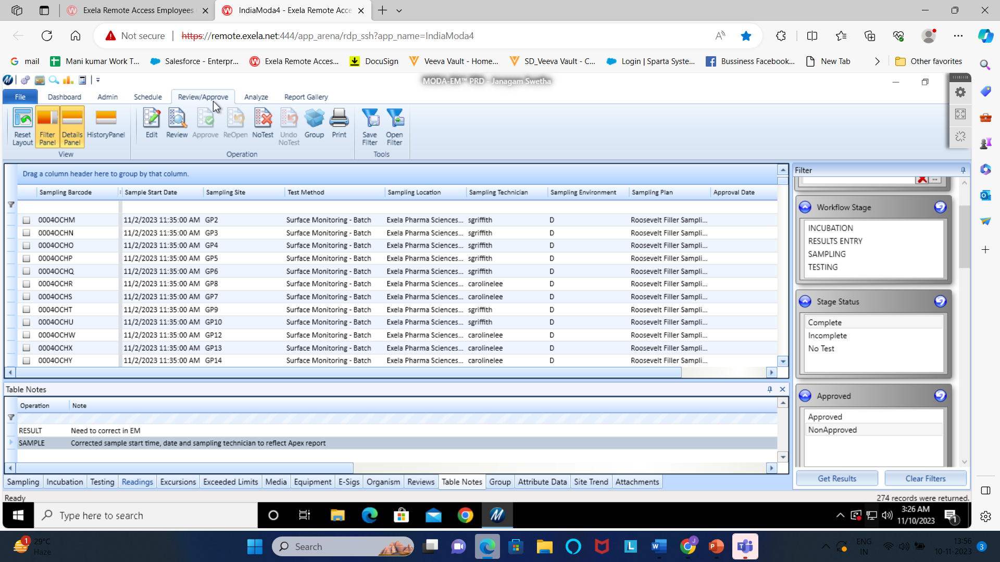 Exela Remote Access Employees
IndiaModa4 - Exela Remote Acce
Not secure https://remote.exela.net:444/app_arena/rdp_ssh?app_name=IndiaModa4
mail Mani kumar Work T... Salesforce - Enterpr... Exela Remote Acces... DocuSign Veeva Vault - Home... SD_Veeva Vault - C... Login | Sparta Syste... Bussiness Facebook... New Tab Other favorites
MODA-EM™ PRD - Janagam Swetha
File Dashboard Admin Schedule Review/Approve Analyze Report Gallery
Reset Layout Filter Panel Details Panel HistoryPanel Edit Review Approve ReOpen NoTest Undo NoTest Group Print Save Filter Open Filter
View Operation Tools
Drag a column header here to group by that column.
Sampling Barcode Sample Start Date Sampling Site Test Method Sampling Location Sampling Technician Sampling Environment Sampling Plan Approval Date
0004OCHM 11/2/2023 11:35:00 AM GP2 Surface Monitoring - Batch Exela Pharma Sciences... sgriffith D Roosevelt Filler Sampli...
0004OCHN 11/2/2023 11:35:00 AM GP3 Surface Monitoring - Batch Exela Pharma Sciences... sgriffith D Roosevelt Filler Sampli...
0004OCHO 11/2/2023 11:35:00 AM GP4 Surface Monitoring - Batch Exela Pharma Sciences... sgriffith D Roosevelt Filler Sampli...
0004OCHP 11/2/2023 11:35:00 AM GP5 Surface Monitoring - Batch Exela Pharma Sciences... sgriffith D Roosevelt Filler Sampli...
0004OCHQ 11/2/2023 11:35:00 AM GP6 Surface Monitoring - Batch Exela Pharma Sciences... sgriffith D Roosevelt Filler Sampli...
0004OCHR 11/2/2023 11:35:00 AM GP8 Surface Monitoring - Batch Exela Pharma Sciences... carolinelee D Roosevelt Filler Sampli...
0004OCHS 11/2/2023 11:35:00 AM GP7 Surface Monitoring - Batch Exela Pharma Sciences... carolinelee D Roosevelt Filler Sampli...
0004OCHT 11/2/2023 11:35:00 AM GP9 Surface Monitoring - Batch Exela Pharma Sciences... sgriffith D Roosevelt Filler Sampli...
0004OCHU 11/2/2023 11:35:00 AM GP10 Surface Monitoring - Batch Exela Pharma Sciences... sgriffith D Roosevelt Filler Sampli...
0004OCHW 11/2/2023 11:35:00 AM GP12 Surface Monitoring - Batch Exela Pharma Sciences... carolinelee D Roosevelt Filler Sampli...
0004OCHX 11/2/2023 11:35:00 AM GP13 Surface Monitoring - Batch Exela Pharma Sciences... carolinelee D Roosevelt Filler Sampli...
0004OCHY 11/2/2023 11:35:00 AM GP14 Surface Monitoring - Batch Exela Pharma Sciences... carolinelee D Roosevelt Filler Sampli...
Table Notes
Operation Note
RESULT Need to correct in EM
SAMPLE Corrected sample start time, date and sampling technician to reflect Apex report
Sampling Incubation Testing Readings Excursions Exceeded Limits Media Equipment E-Sigs Organism Reviews Table Notes Group Attribute Data Site Trend Attachments
Filter
Workflow Stage
INCUBATION
RESULTS ENTRY
SAMPLING
TESTING
Stage Status
Complete
Incomplete
No Test
Approved
Approved
NonApproved
Get Results Clear Filters
Ready 274 records were returned.
Type here to search
3:26 AM
11/10/2023
1
1 29°C
Haze
Search
ENG
IN
13:56
10-11-2023
3